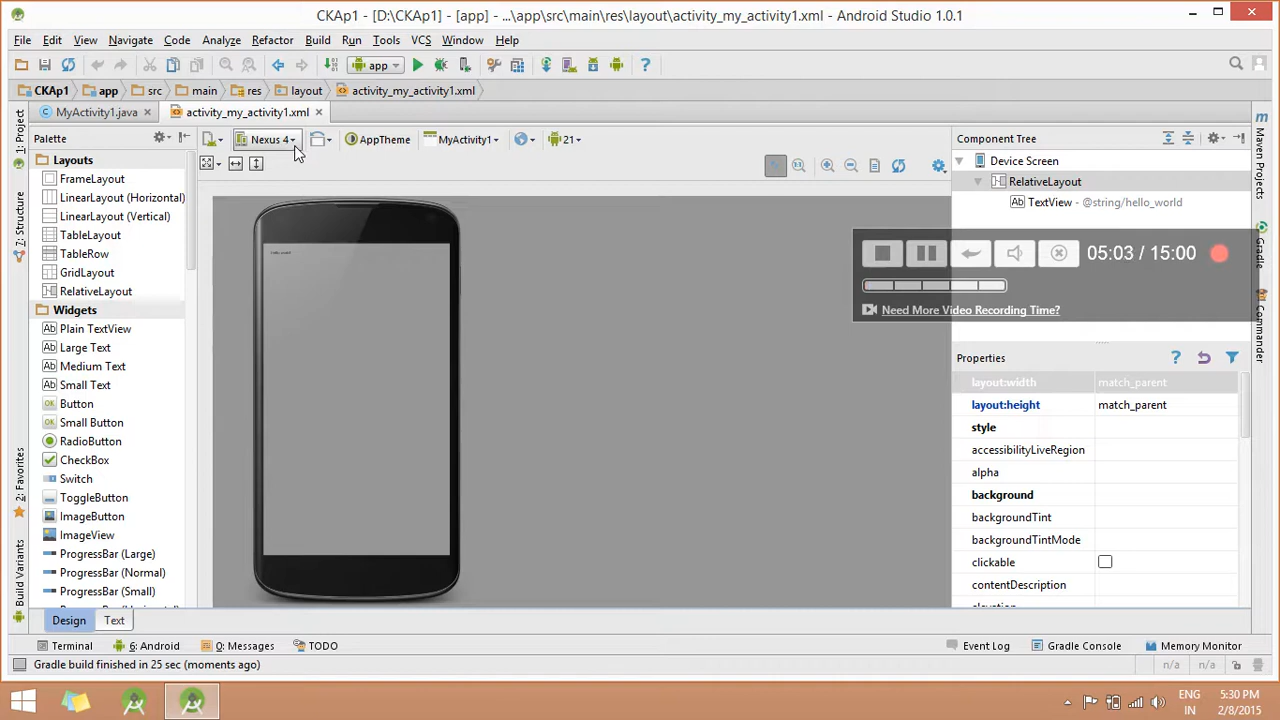 CKAp1 - [D:\CKAp1] - [app] - ...\app\src\main\res\layout\activity_my_activity1.xml - Android Studio 1.0.1
File Edit View Navigate Code Analyze Refactor Build Run Tools VCS Window Help
app
CKAp1 app src main res layout activity_my_activity1.xml
MyActivity1.java activity_my_activity1.xml
Palette
Nexus 4 AppTheme MyActivity1 21
Component Tree
Layouts
FrameLayout
LinearLayout (Horizontal)
LinearLayout (Vertical)
TableLayout
TableRow
GridLayout
RelativeLayout
Widgets
Plain TextView
Large Text
Medium Text
Small Text
Button
Small Button
RadioButton
CheckBox
Switch
ToggleButton
ImageButton
ImageView
ProgressBar (Large)
ProgressBar (Normal)
ProgressBar (Small)
Device Screen
RelativeLayout
TextView - @string/hello_world
05:03 / 15:00
Need More Video Recording Time?
Properties
layout:width match_parent
layout:height match_parent
style
accessibilityLiveRegion
alpha
background
backgroundTint
backgroundTintMode
clickable
contentDescription
elevation
1: Project
7: Structure
2: Favorites
Build Variants
Maven Projects
Gradle
Commander
Design Text
Terminal 6: Android 0: Messages TODO Event Log Gradle Console Memory Monitor
Gradle build finished in 25 sec (moments ago) n/a n/a
ENG
IN
5:30 PM
2/8/2015